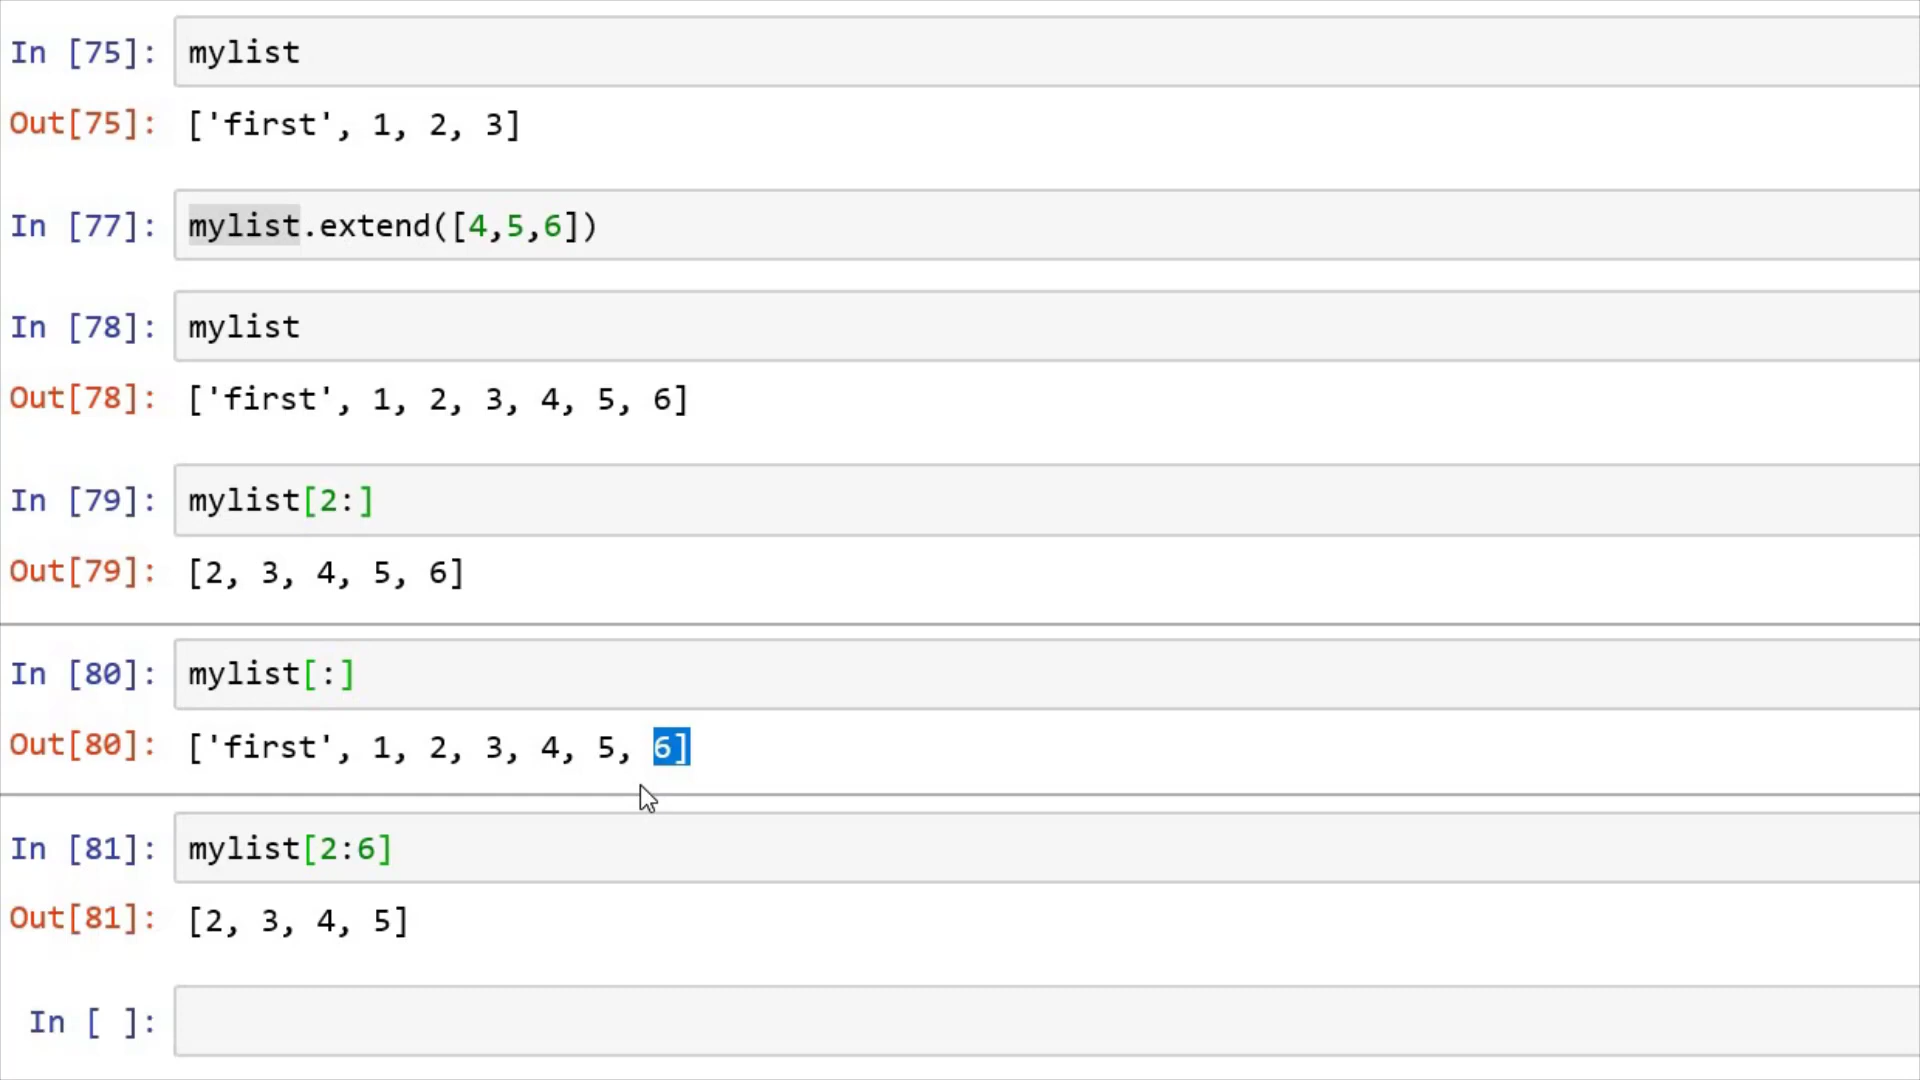 In [75]: mylist
Out[75]: ['first', 1, 2, 3]
In [77]: mylist.extend([4,5,6])
In [78]: mylist
Out[78]: ['first', 1, 2, 3, 4, 5, 6]
In [79]: mylist[2:]
Out[79]: [2, 3, 4, 5, 6]
In [80]: mylist[:]
Out[80]: ['first', 1, 2, 3, 4, 5, 6]
In [81]: mylist[2:6]
Out[81]: [2, 3, 4, 5]
In [ ]: